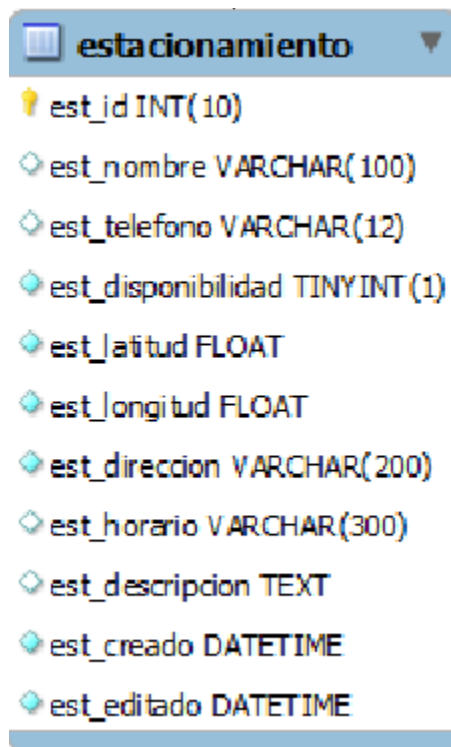 estacionamiento
est_id INT(10)
est_nombre VARCHAR(100)
est_telefono VARCHAR(12)
est_disponibilidad TINYINT(1)
est_latitud FLOAT
est_longitud FLOAT
est_direccion VARCHAR(200)
est_horario VARCHAR(300)
est_descripcion TEXT
est_creado DATETIME
est_editado DATETIME